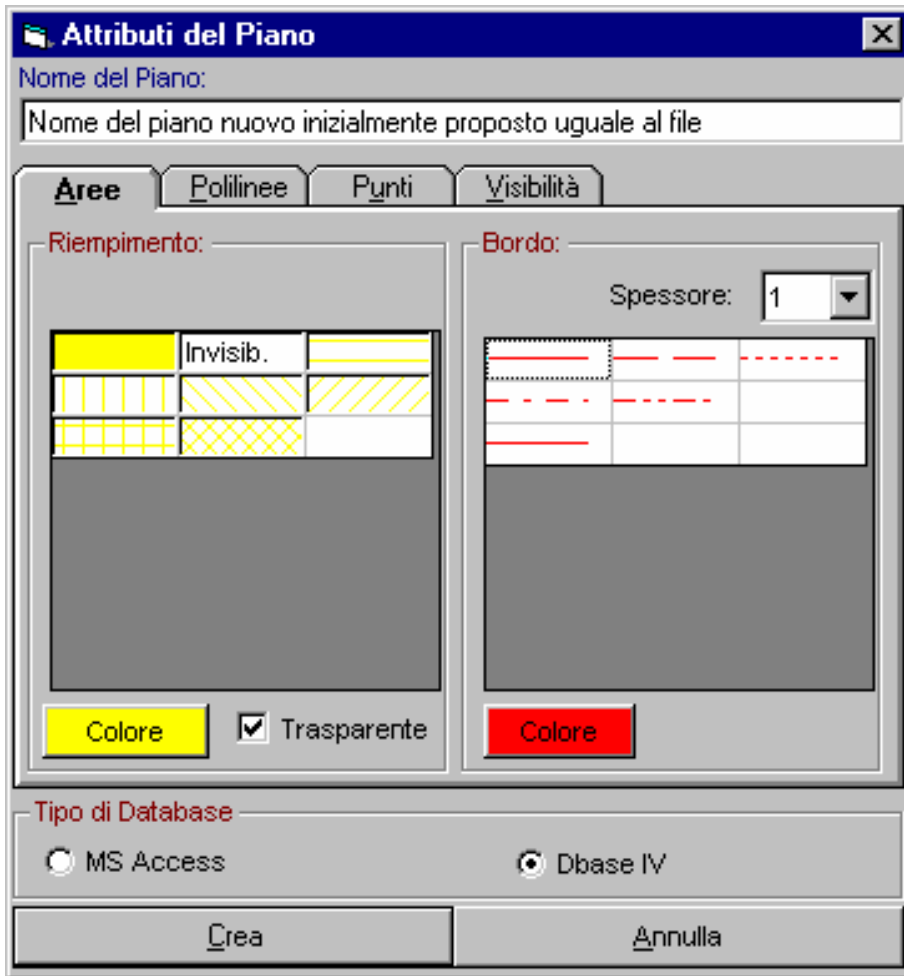 Attributi del Piano
Nome del Piano:
Nome del piano nuovo inizialmente proposto uguale al file
Aree Polilinee Punti Visibilità
Riempimento:
Invisib.
Colore Trasparente
Bordo:
Spessore: 1
Colore
Tipo di Database
MS Access Dbase IV
Crea Annulla